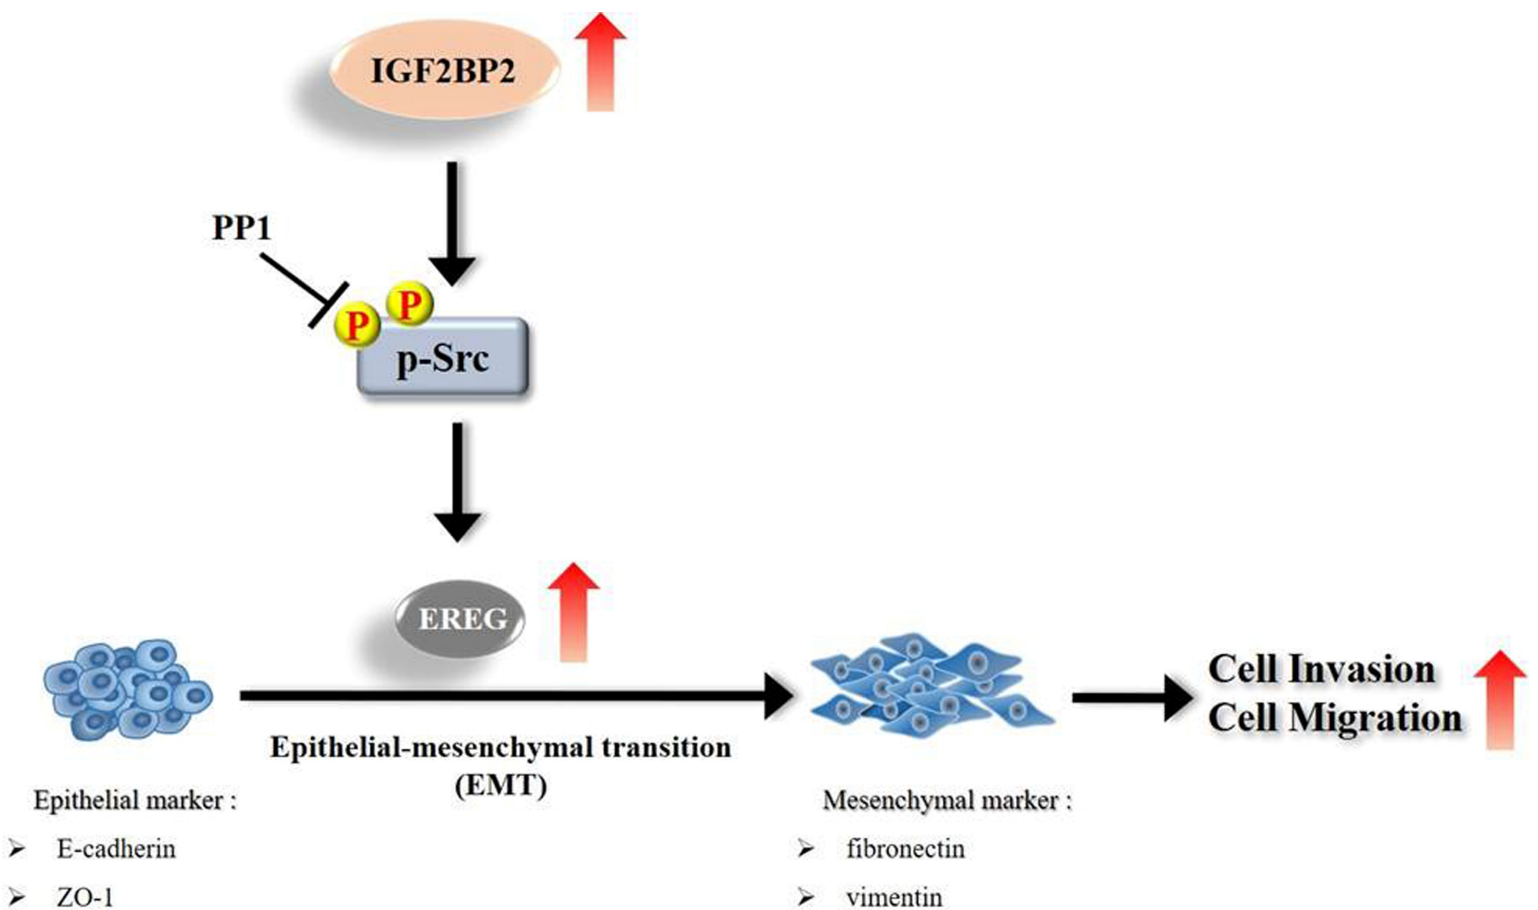 IGF2BP2
PP1
P
P
p-Src
EREG
Cell Invasion
Cell Migration
Epithelial-mesenchymal transition
(EMT)
Epithelial marker :
➢ E-cadherin
➢ ZO-1
Mesenchymal marker :
➢ fibronectin
➢ vimentin